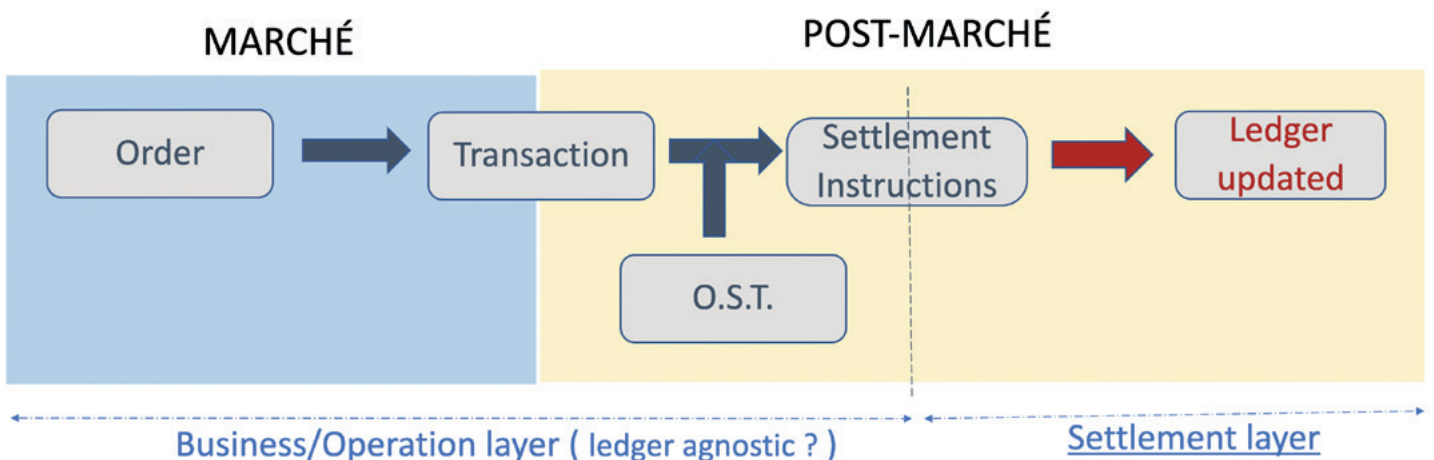 MARCHÉ
POST-MARCHÉ
Order
Transaction
Settlement
Instructions
Ledger
updated
O.S.T.
Business/Operation layer ( ledger agnostic ? )
Settlement layer